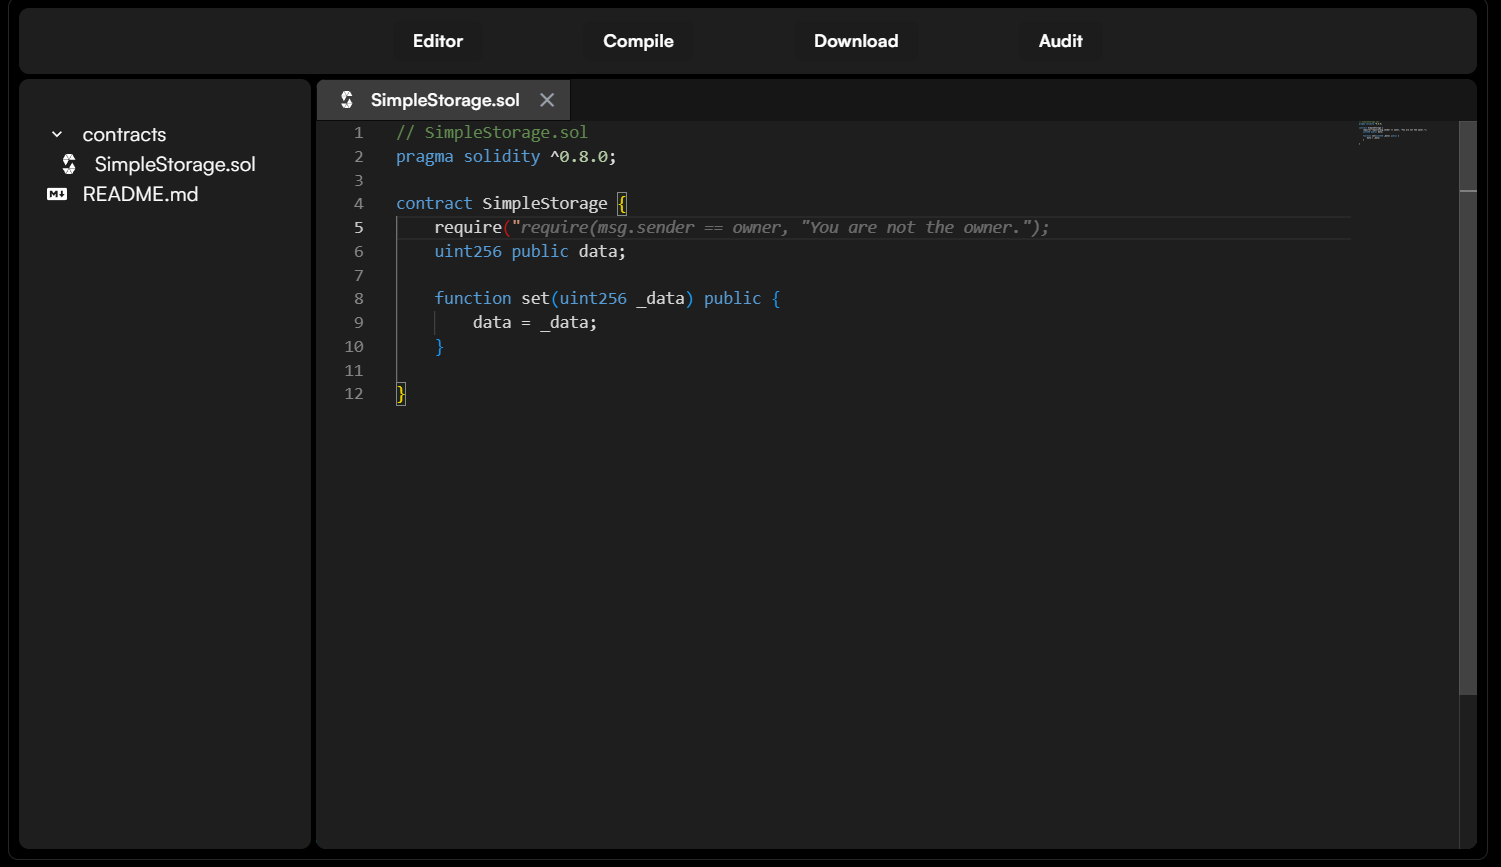 Editor Compile Download Audit
contracts
SimpleStorage.sol
README.md
SimpleStorage.sol
1 // SimpleStorage.sol
2 pragma solidity ^0.8.0;
3
4 contract SimpleStorage {
5     require("require(msg.sender == owner, "You are not the owner.");
6     uint256 public data;
7
8     function set(uint256 _data) public {
9         data = _data;
10     }
11
12 }